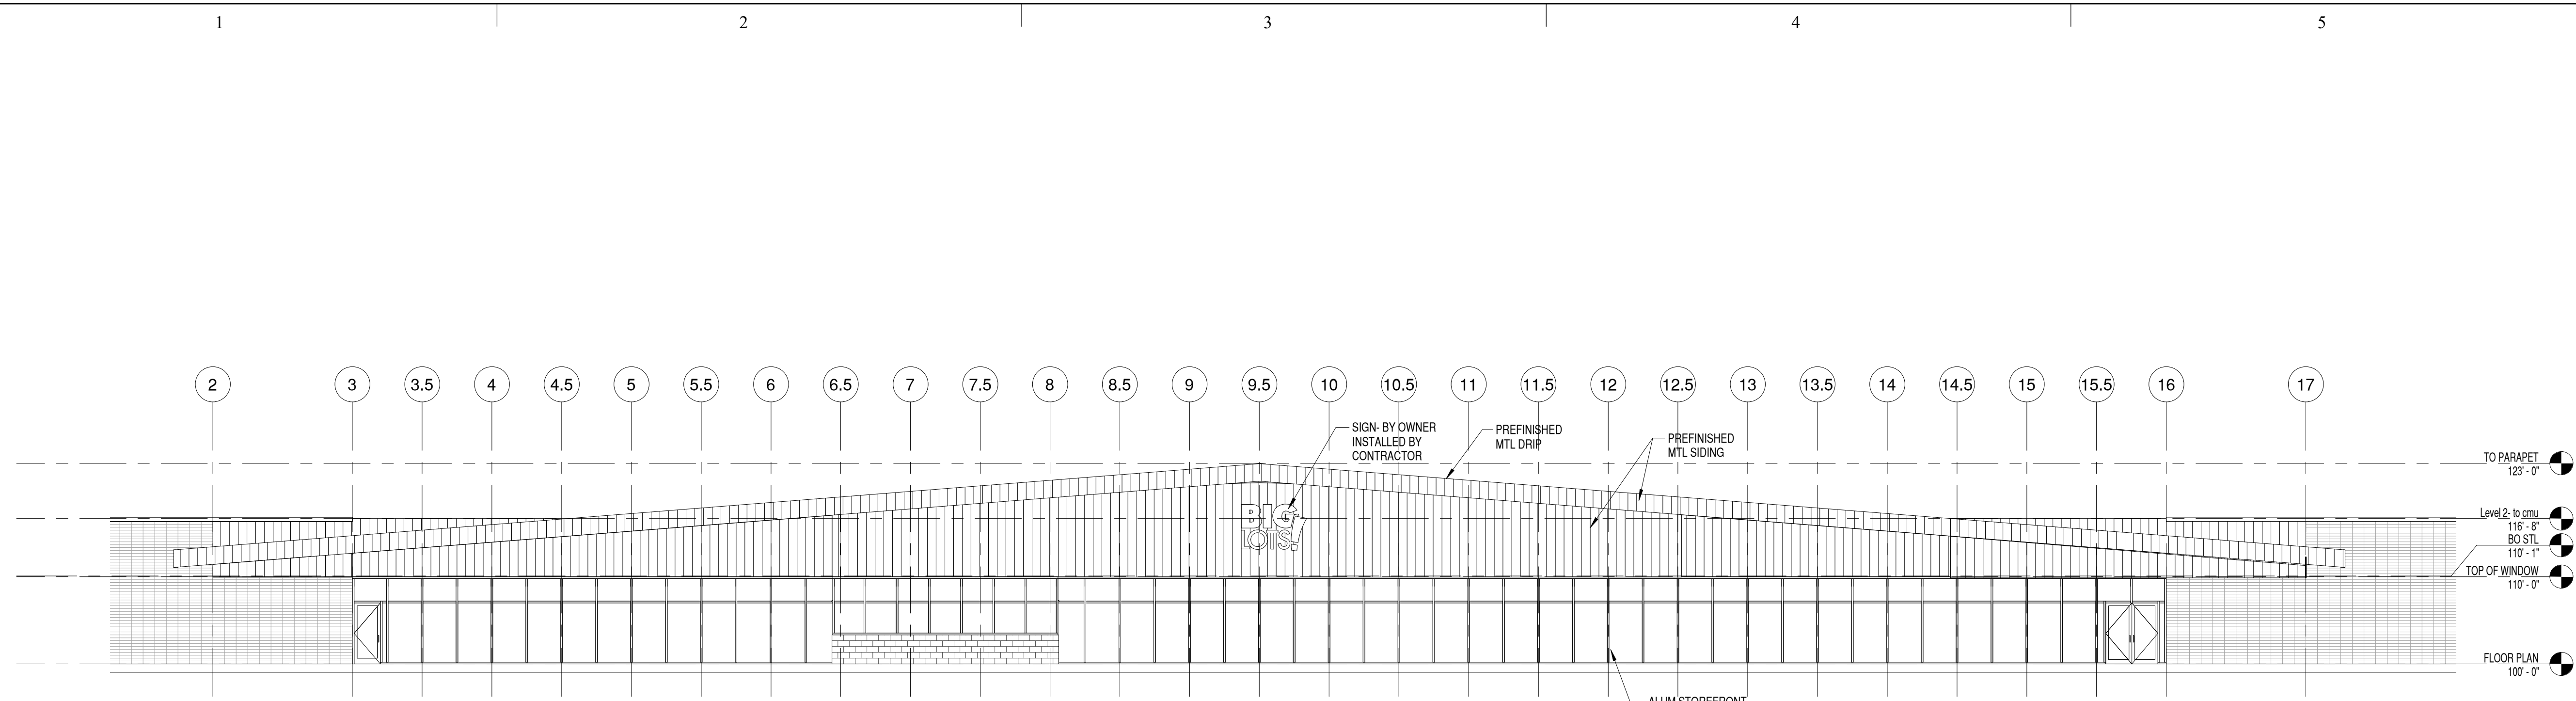 1 2 3 4 5
2 3 3.5 4 4.5 5 5.5 6 6.5 7 7.5 8 8.5 9 9.5 10 10.5 11 11.5 12 12.5 13 13.5 14 14.5 15 15.5 16 17
SIGN- BY OWNER
INSTALLED BY
CONTRACTOR
PREFINISHED
MTL DRIP
PREFINISHED
MTL SIDING
BIG
LOTS!
TO PARAPET
123' - 0"
Level 2- to cmu
116' - 8"
BO STL
110' - 1"
TOP OF WINDOW
110' - 0"
FLOOR PLAN
100' - 0"
ALUM STOREFRONT